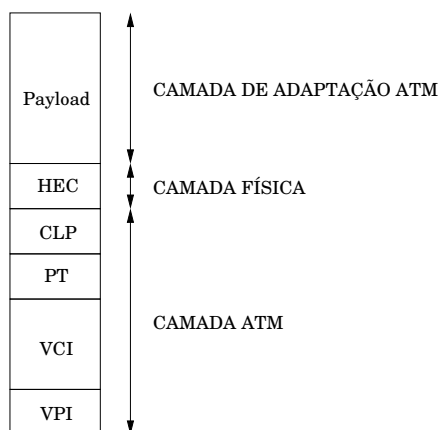 Payload
CAMADA DE ADAPTAÇÃO ATM
HEC
CAMADA FÍSICA
CLP
PT
CAMADA ATM
VCI
VPI